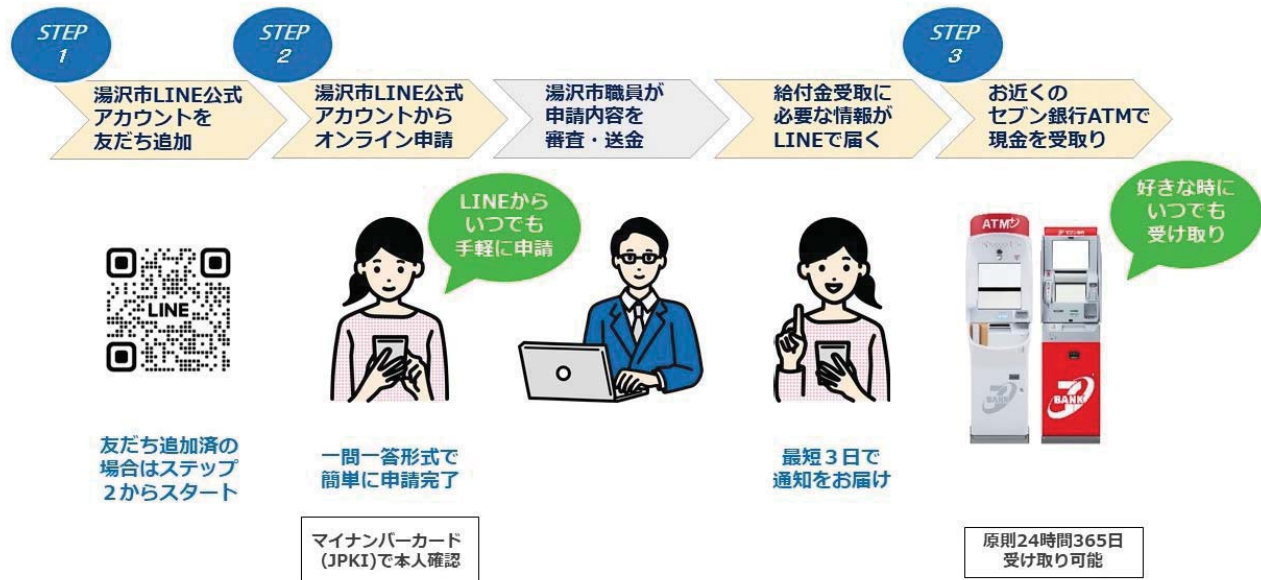 STEP
1
湯沢市LINE公式
アカウントを
友だち追加
STEP
2
湯沢市LINE公式
アカウントから
オンライン申請
湯沢市職員が
申請内容を
審査・送金
給付金受取に
必要な情報が
LINEで届く
STEP
3
お近くの
セブン銀行ATMで
現金を受取り
LINE
LINEから
いつでも
手軽に申請
ATM
BANK
BANK
好きな時に
いつでも
受け取り
友だち追加済の
場合はステップ
２からスタート
一問一答形式で
簡単に申請完了
最短３日で
通知をお届け
マイナンバーカード
(JPKI)で本人確認
原則24時間365日
受け取り可能